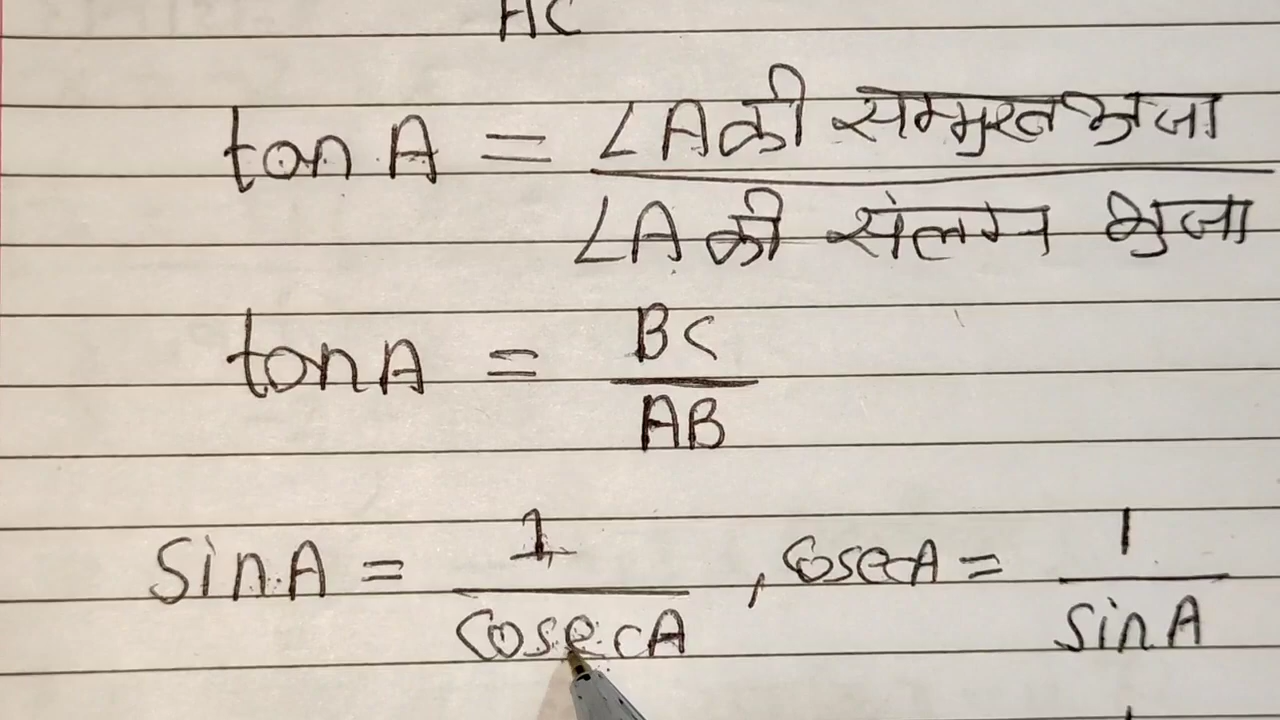 AC
tan A = ∠A की सम्मुख भुजा / ∠A की संलग्न भुजा
tan A = BC / AB
sin A = 1 / cosec A , cosec A = 1 / sin A